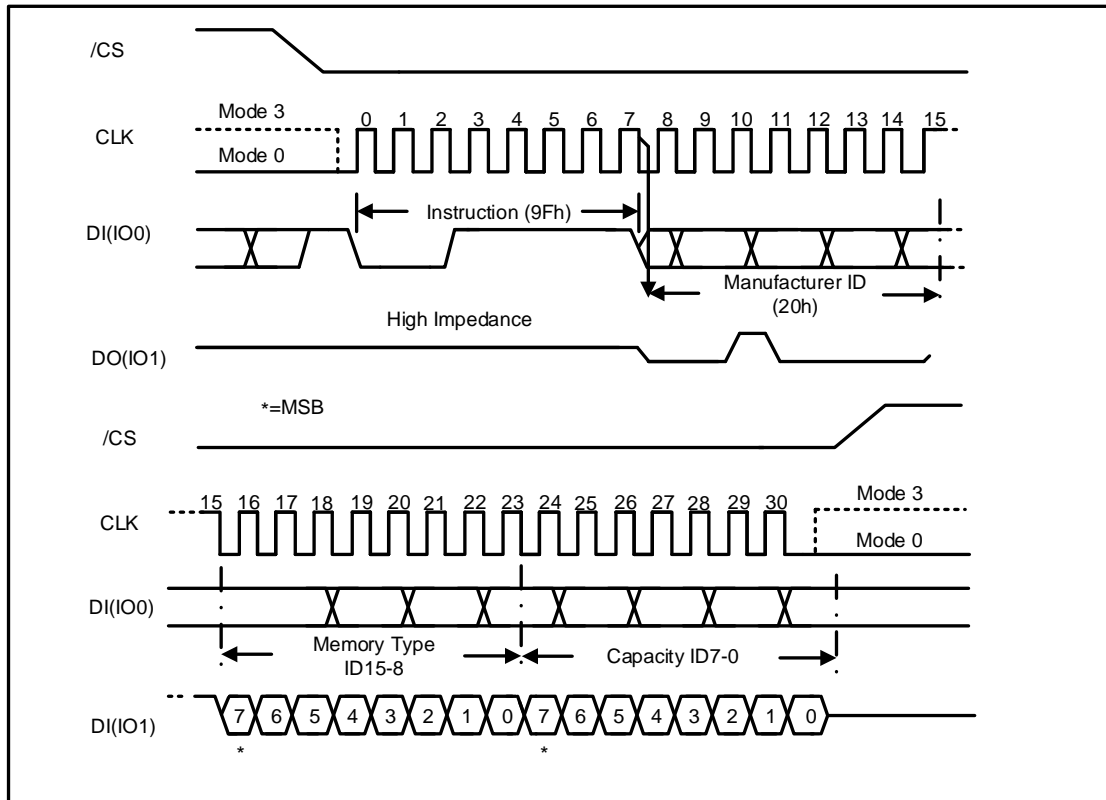 /CS
Mode 3
CLK
0 1 2 3 4 5 6 7 8 9 10 11 12 13 14 15
Mode 0
Instruction (9Fh)
DI(IO0)
Manufacturer ID
(20h)
High Impedance
DO(IO1)
*=MSB
/CS
15 16 17 18 19 20 21 22 23 24 25 26 27 28 29 30
Mode 3
CLK
Mode 0
DI(IO0)
Memory Type
ID15-8
Capacity ID7-0
DI(IO1)
7 6 5 4 3 2 1 0 7 6 5 4 3 2 1 0
* *